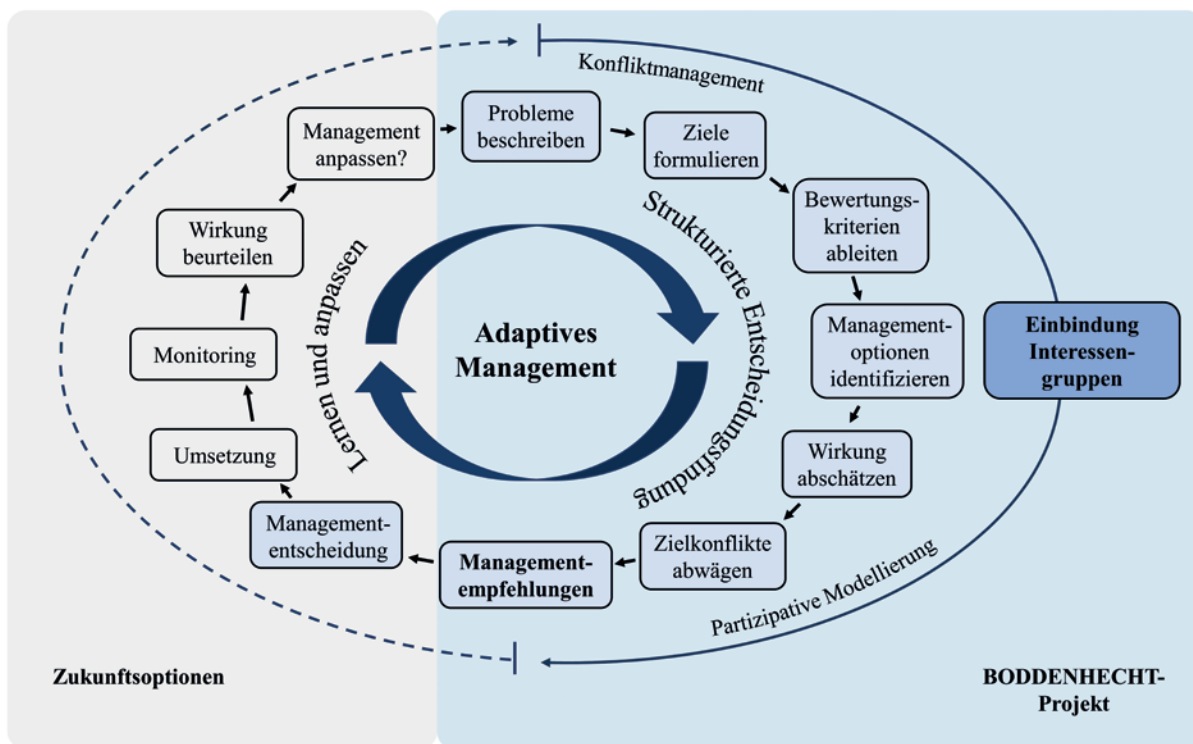 Konfliktmanagement
Probleme
beschreiben
Ziele
formulieren
Bewertungs-
kriterien
ableiten
Management-
optionen
identifizieren
Wirkung
abschätzen
Zielkonflikte
abwägen
Management-
empfehlungen
Management-
entscheidung
Umsetzung
Monitoring
Wirkung
beurteilen
Management
anpassen?
Adaptives
Management
Strukturierte Entscheidungsfindung
Lernen und anpassen
Einbindung
Interessen-
gruppen
Partizipative Modellierung
Zukunftsoptionen
BODDENHECHT-
Projekt